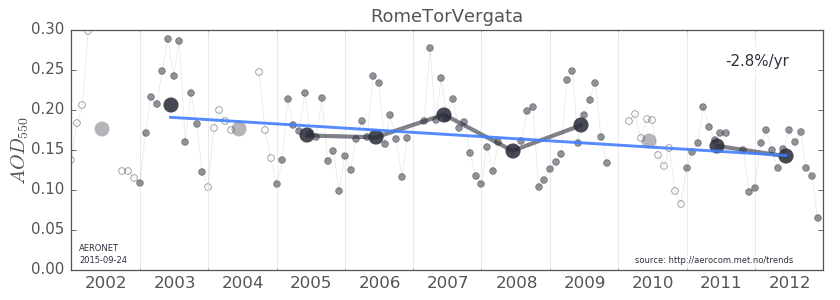 RomeTorVergata
-2.8%/yr
AOD550
0.30
0.25
0.20
0.15
0.10
0.05
0.00
AERONET
2015-09-24
source: http://aerocom.met.no/trends
2002 2003 2004 2005 2006 2007 2008 2009 2010 2011 2012